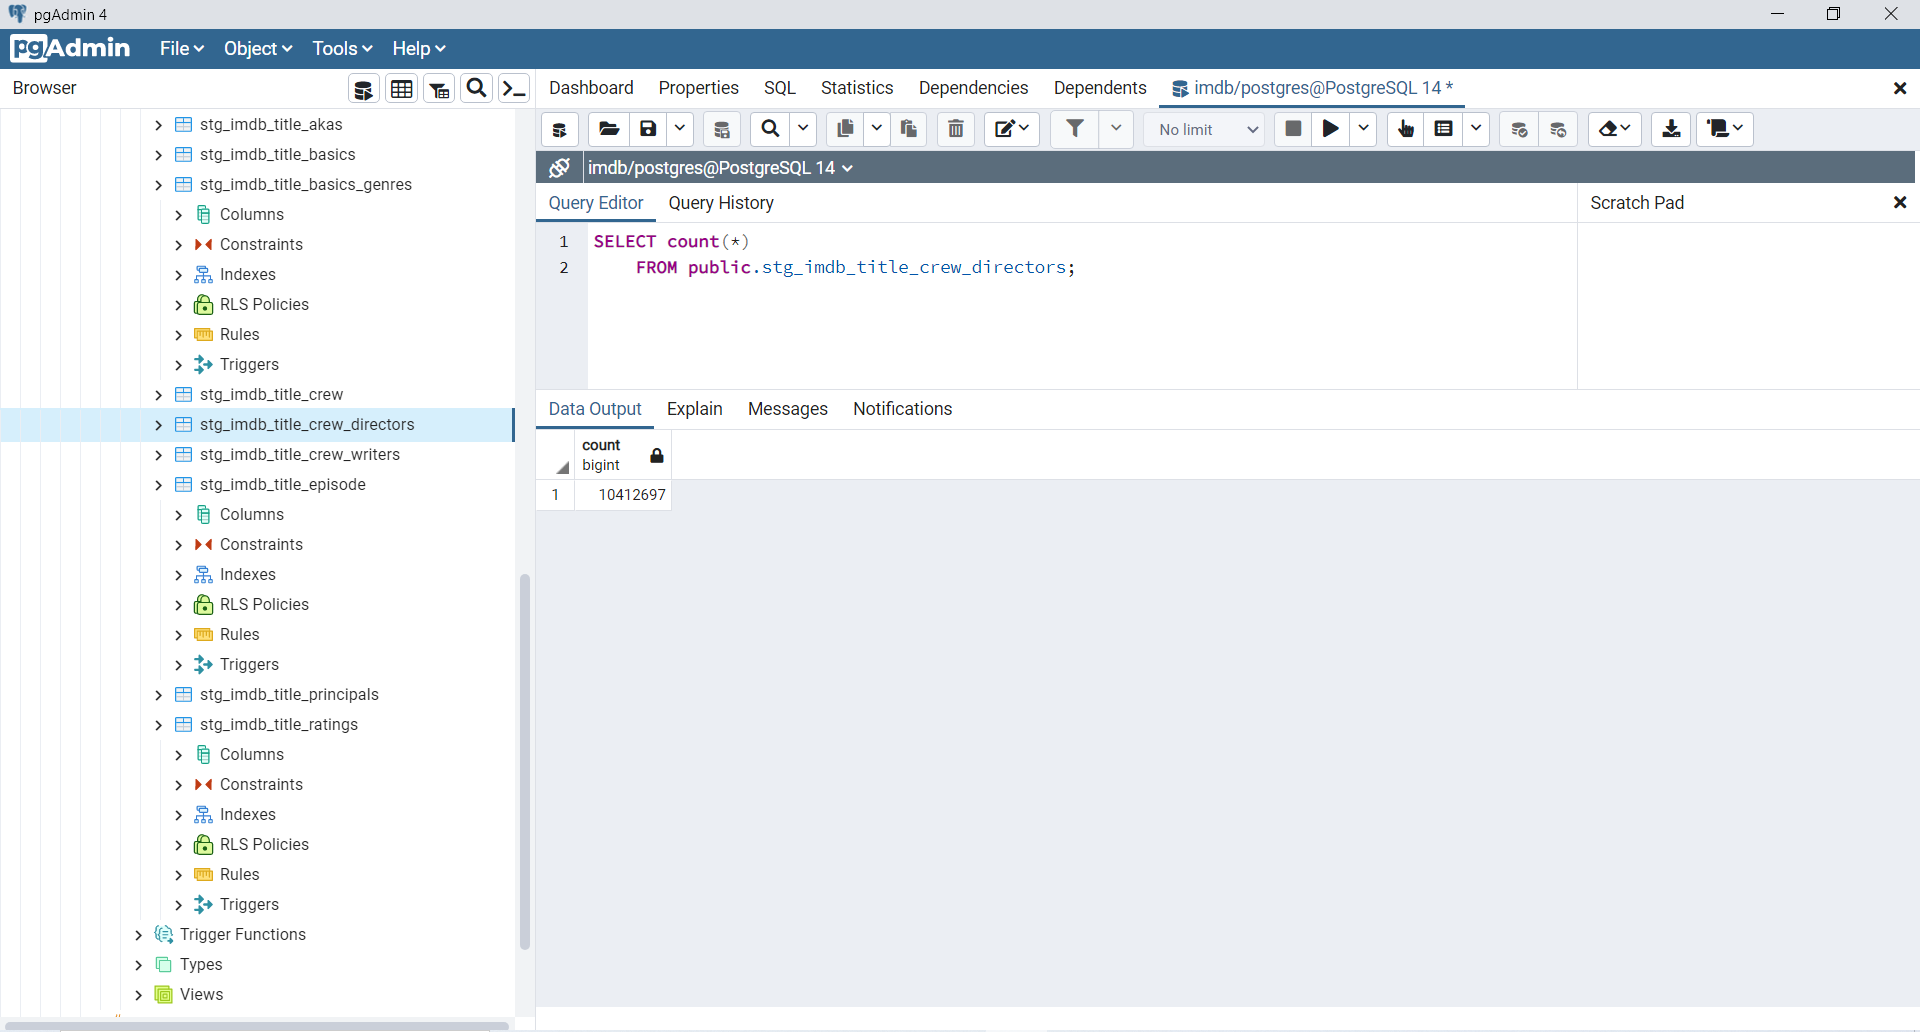 pgAdmin 4
pgAdmin File Object Tools Help
Browser
Dashboard Properties SQL Statistics Dependencies Dependents imdb/postgres@PostgreSQL 14 *
No limit
imdb/postgres@PostgreSQL 14
Query Editor Query History
Scratch Pad
1 SELECT count(*)
2 FROM public.stg_imdb_title_crew_directors;
Data Output Explain Messages Notifications
count
bigint
1 10412697
stg_imdb_title_akas
stg_imdb_title_basics
stg_imdb_title_basics_genres
Columns
Constraints
Indexes
RLS Policies
Rules
Triggers
stg_imdb_title_crew
stg_imdb_title_crew_directors
stg_imdb_title_crew_writers
stg_imdb_title_episode
Columns
Constraints
Indexes
RLS Policies
Rules
Triggers
stg_imdb_title_principals
stg_imdb_title_ratings
Columns
Constraints
Indexes
RLS Policies
Rules
Triggers
Trigger Functions
Types
Views